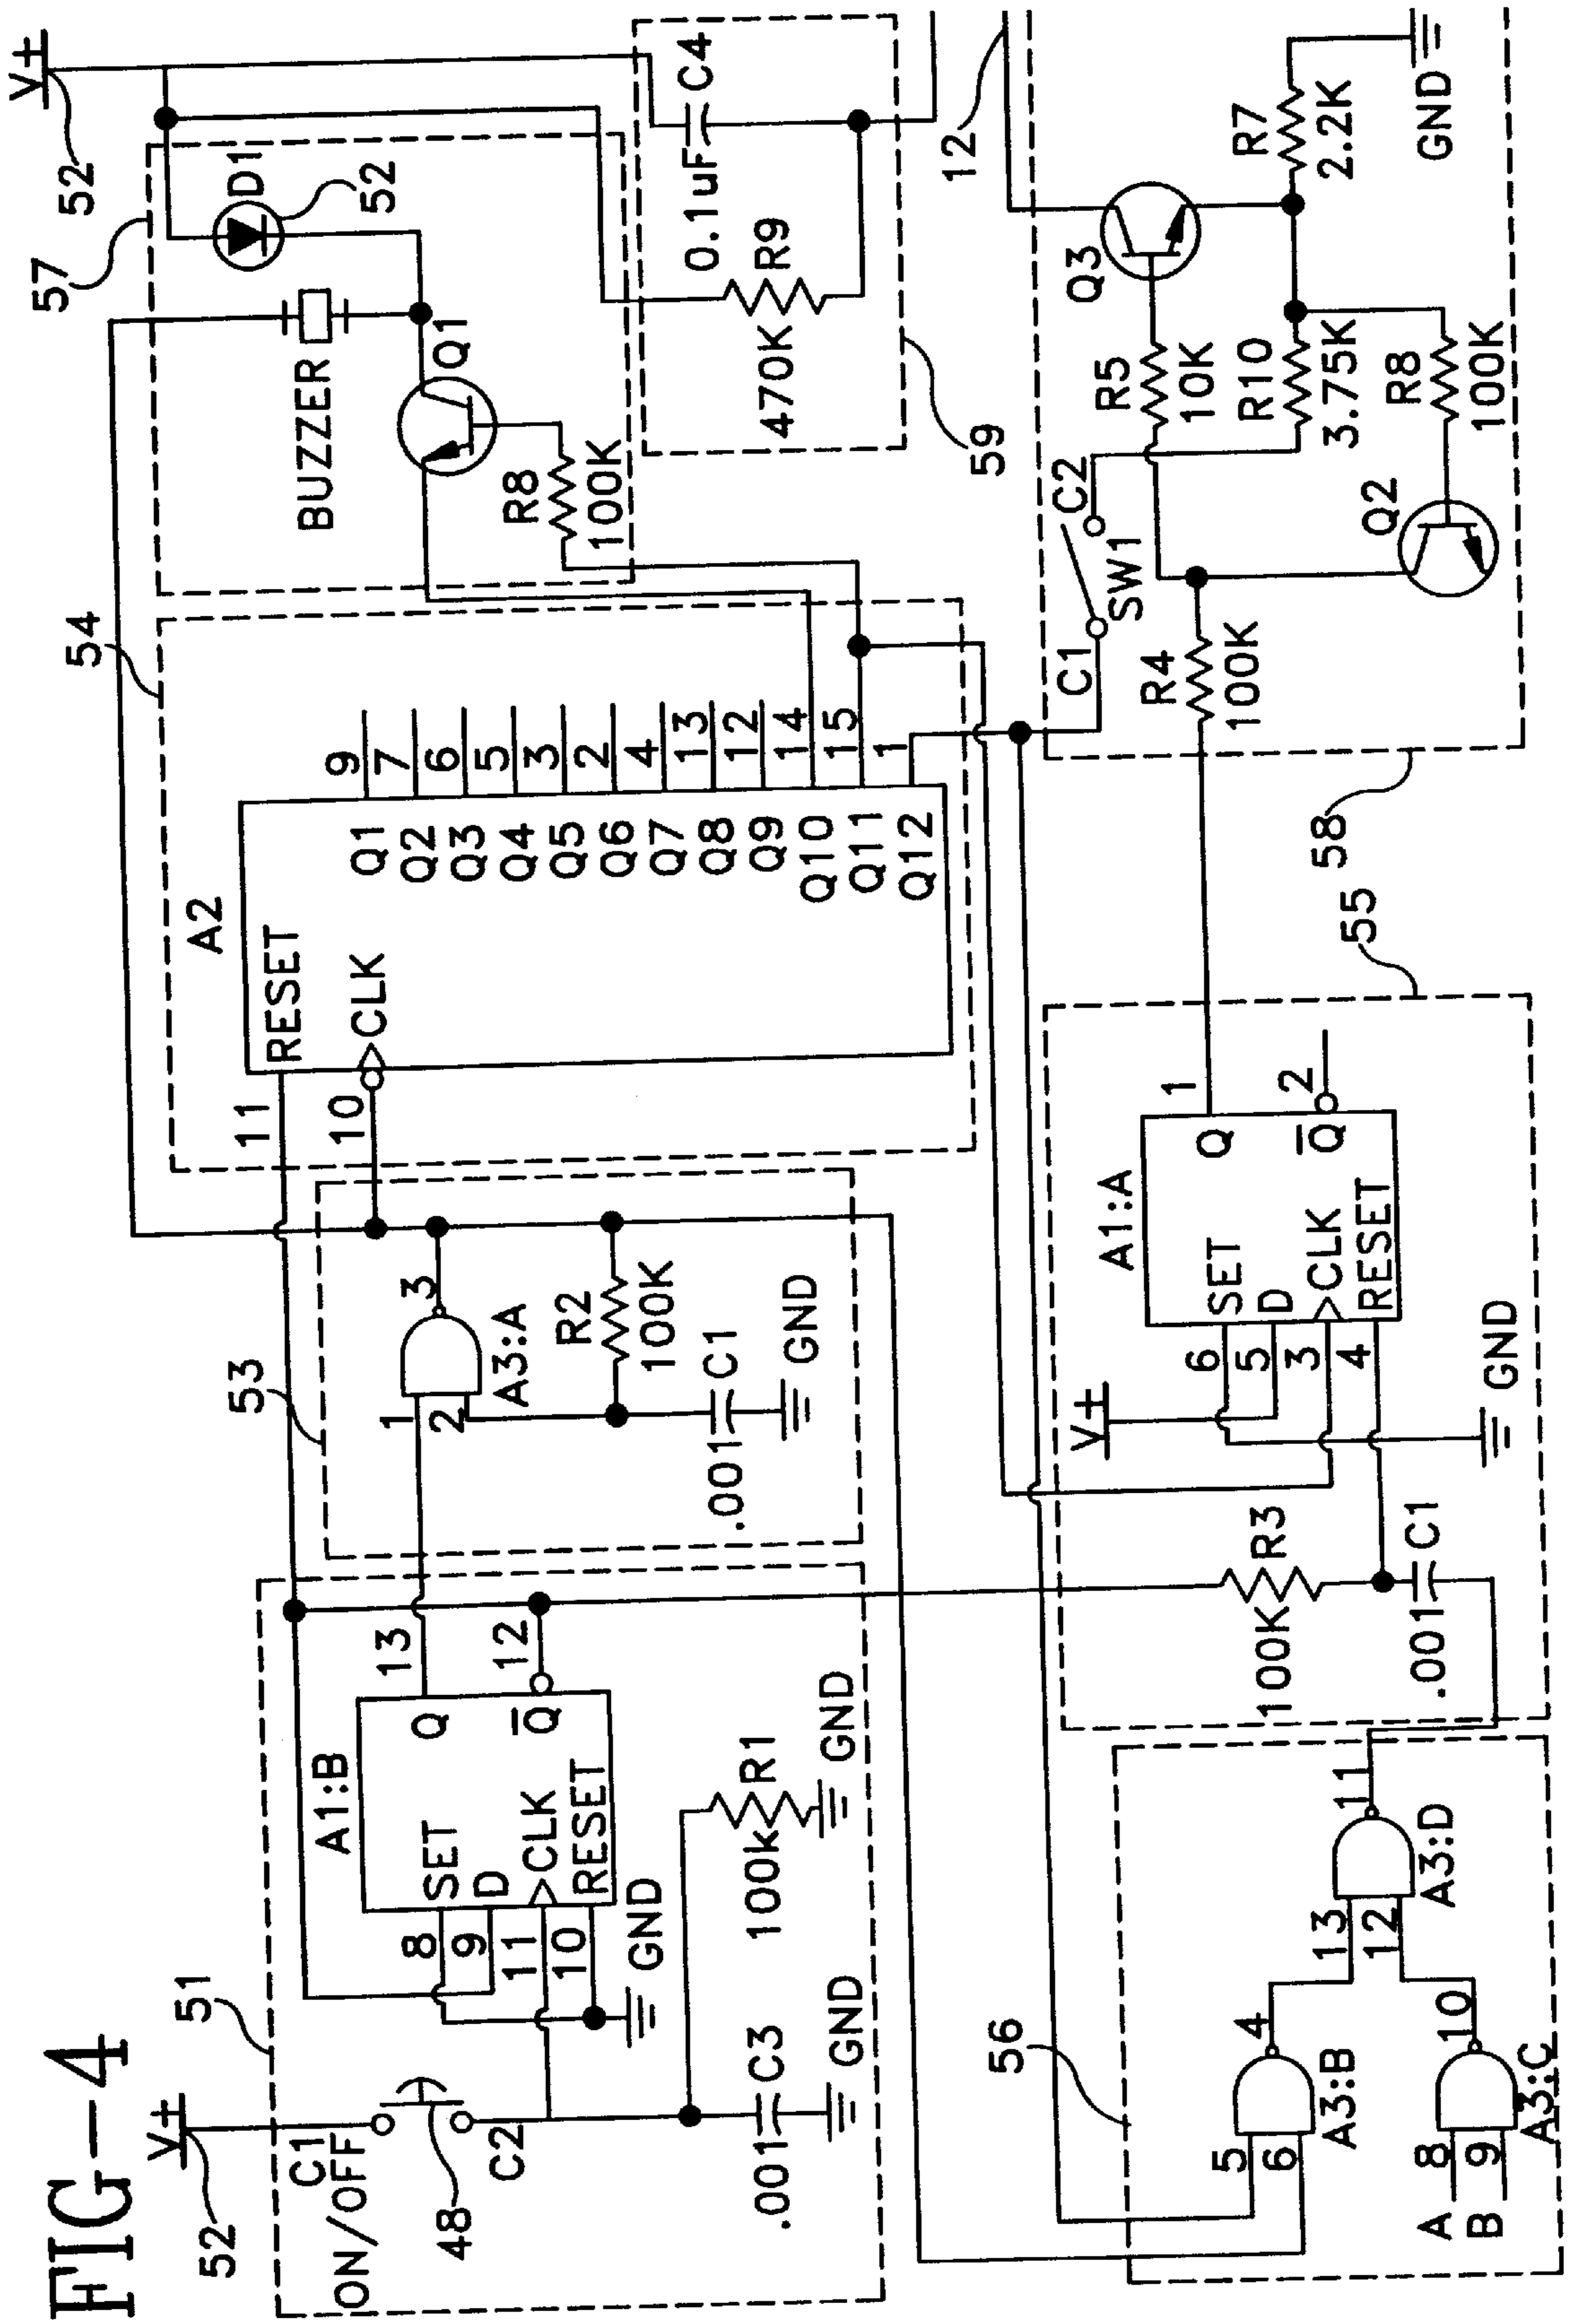 FIG-4
V+
52
C1
ON/OFF
48
C2
51
A1:B
SET
D
CLK
RESET
Q
Q̅
8
9
11
10
13
12
GND
R1
100k
GND
.001
C3
GND
53
1
2
3
A3:A
R2
100K
.001
C1
GND
54
A2
11
10
RESET
CLK
Q1
Q2
Q3
Q4
Q5
Q6
Q7
Q8
Q9
Q10
Q11
Q12
9
7
6
5
3
2
4
13
12
14
15
1
57
BUZZER
D1
52
V+
52
Q1
R8
100K
0.1uF
C4
470K
R9
59
56
5
6
4
A3:B
A
B
8
9
10
A3:C
13
12
11
A3:D
R3
100K
.001
C1
55
V+
A1:A
SET
D
CLK
RESET
Q
Q̅
6
5
3
4
1
2
GND
58
C1
SW1
C2
R4
100K
R5
10K
R10
3.75K
R8
100K
Q2
Q3
12
R7
2.2K
GND